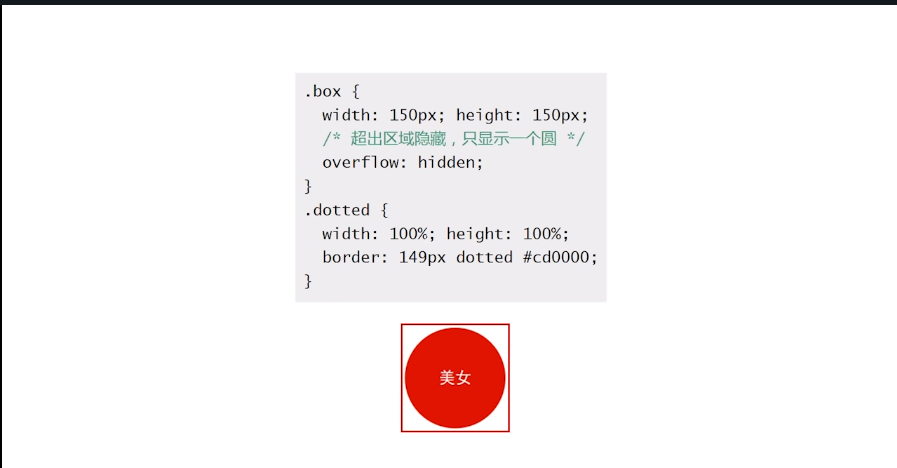 .box {
width: 150px; height: 150px;
/* 超出区域隐藏，只显示一个圆 */
overflow: hidden;
}
.dotted {
width: 100%; height: 100%;
border: 149px dotted #cd0000;
}
美女